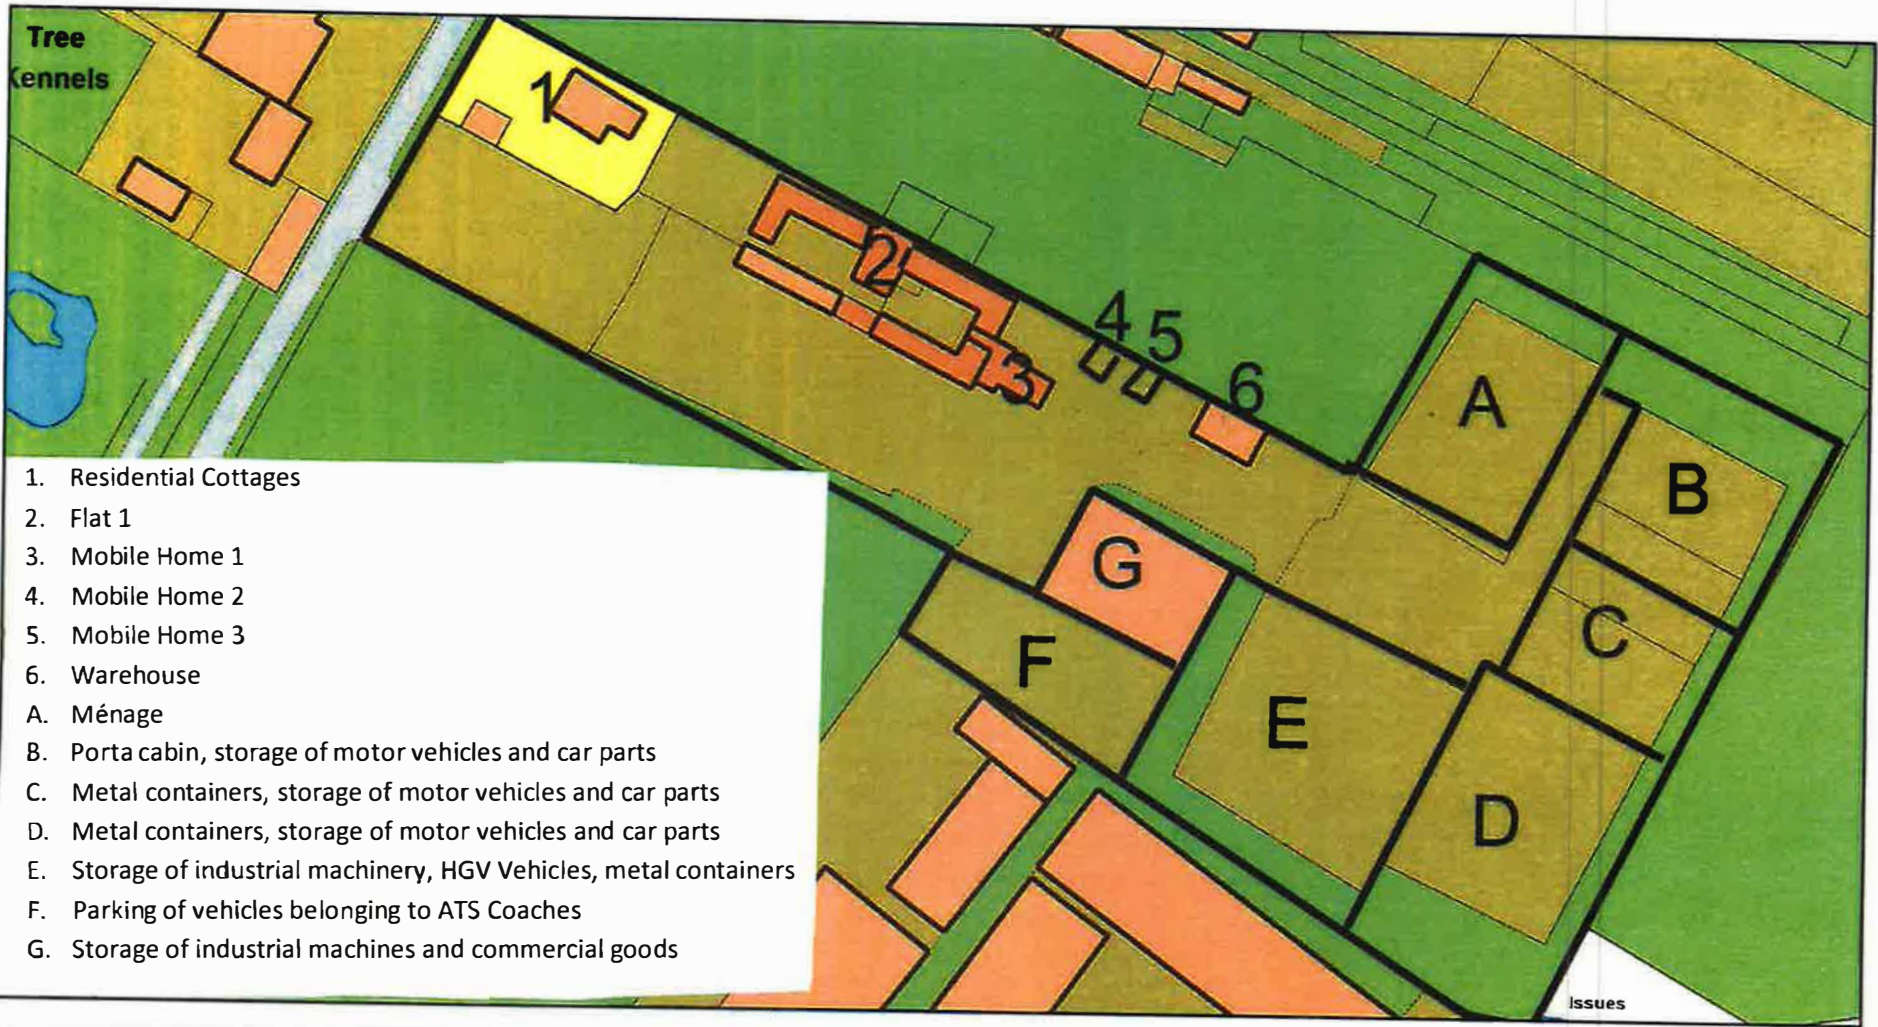 Tree
Kennels
1
2
3
4
5
6
A
B
C
D
E
F
G
1. Residential Cottages
2. Flat 1
3. Mobile Home 1
4. Mobile Home 2
5. Mobile Home 3
6. Warehouse
A. Ménage
B. Porta cabin, storage of motor vehicles and car parts
C. Metal containers, storage of motor vehicles and car parts
D. Metal containers, storage of motor vehicles and car parts
E. Storage of industrial machinery, HGV Vehicles, metal containers
F. Parking of vehicles belonging to ATS Coaches
G. Storage of industrial machines and commercial goods
Issues